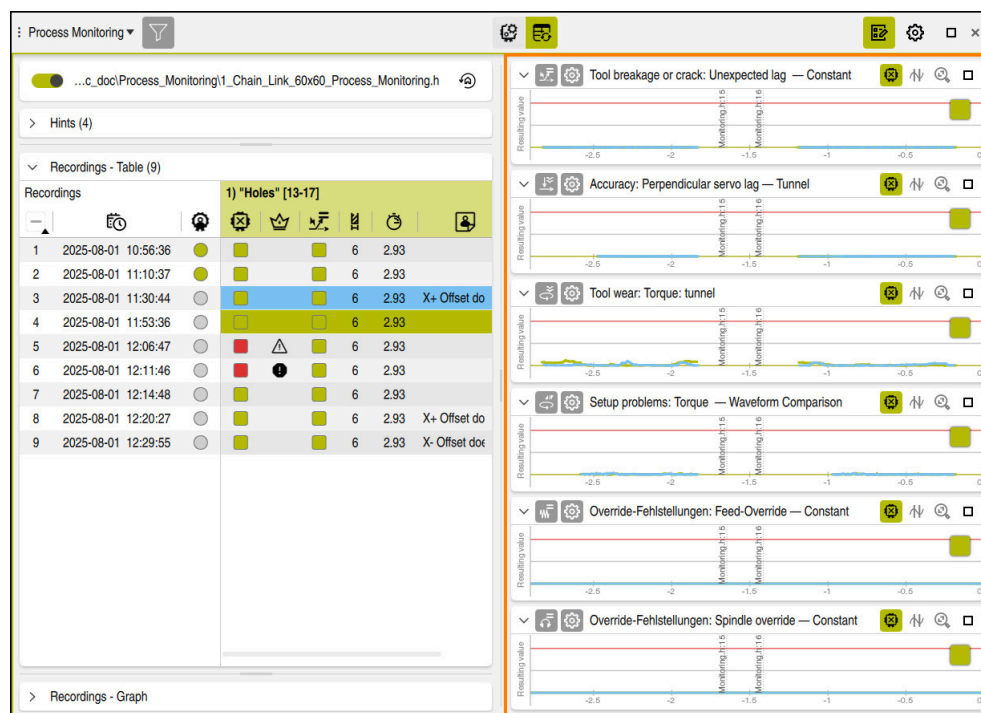 Process Monitoring
...c_doc\Process_Monitoring\1_Chain_Link_60x60_Process_Monitoring.h
Hints (4)
Recordings - Table (9)
Recordings 1) "Holes" [13-17]
1 2025-08-01 10:56:36 6 2.93
2 2025-08-01 11:10:37 6 2.93
3 2025-08-01 11:30:44 6 2.93 X+ Offset do
4 2025-08-01 11:53:36 6 2.93
5 2025-08-01 12:06:47 6 2.93
6 2025-08-01 12:11:46 6 2.93
7 2025-08-01 12:14:48 6 2.93
8 2025-08-01 12:20:27 6 2.93 X+ Offset do
9 2025-08-01 12:29:55 6 2.93 X- Offset doe
Recordings - Graph
Tool breakage or crack: Unexpected lag — Constant
Resulting value
Monitoring.h:15
Monitoring.h:16
-2.5 -2 -1.5 -1 -0.5 0
Accuracy: Perpendicular servo lag — Tunnel
Resulting value
Monitoring.h:15
Monitoring.h:16
-2.5 -2 -1.5 -1 -0.5 0
Tool wear: Torque: tunnel
Resulting value
Monitoring.h:15
Monitoring.h:16
-2.5 -2 -1.5 -1 -0.5 0
Setup problems: Torque — Waveform Comparison
Resulting value
Monitoring.h:15
Monitoring.h:16
-2.5 -2 -1.5 -1 -0.5 0
Override-Fehlstellungen: Feed-Override — Constant
Resulting value
Monitoring.h:15
Monitoring.h:16
-2.5 -2 -1.5 -1 -0.5 0
Override-Fehlstellungen: Spindle override — Constant
Resulting value
Monitoring.h:15
Monitoring.h:16
-2.5 -2 -1.5 -1 -0.5 0